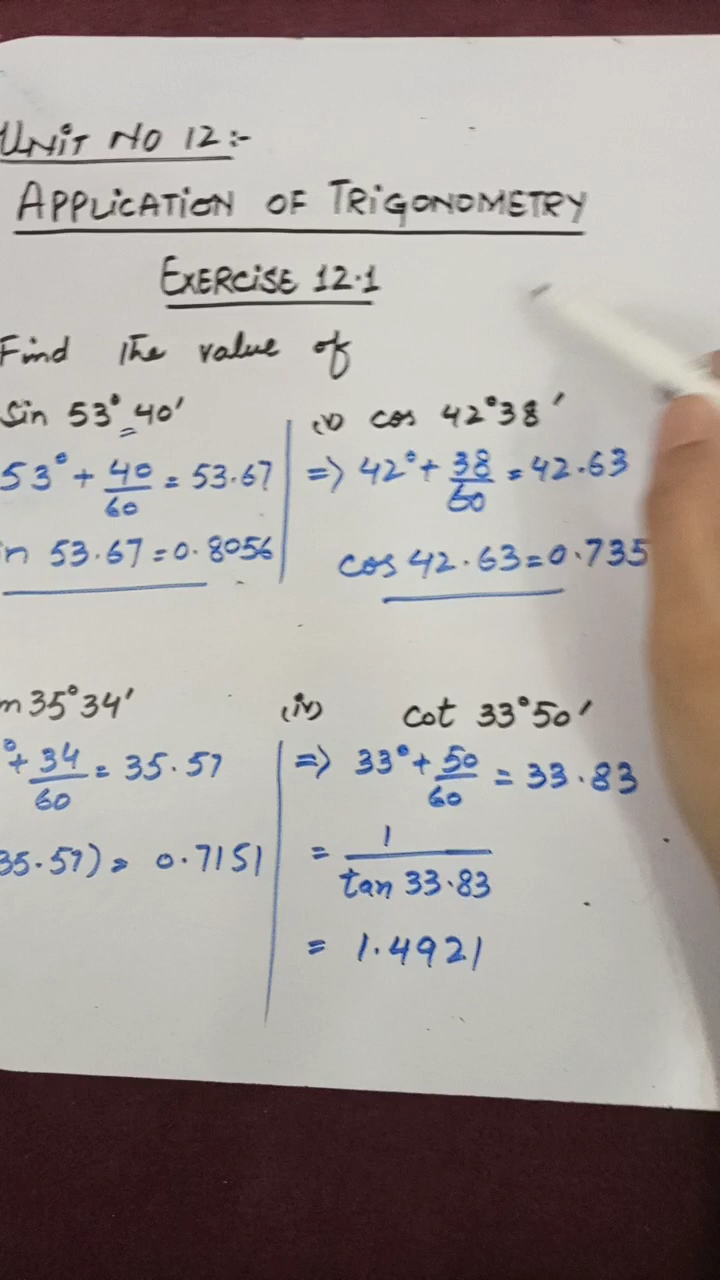 UNIT NO 12:-
APPLICATION OF TRIGONOMETRY
EXERCISE 12.1
Find the value of
Sin 53° 40'
53° + 40/60 = 53.67
in 53.67 = 0.8056
cos 42°38'
=> 42° + 38/60 = 42.63
cos 42.63 = 0.735
n 35°34'
° + 34/60 = 35.57
35.57) = 0.7151
(iv) cot 33°50'
=> 33° + 50/60 = 33.83
= 1/tan 33.83
= 1.4921